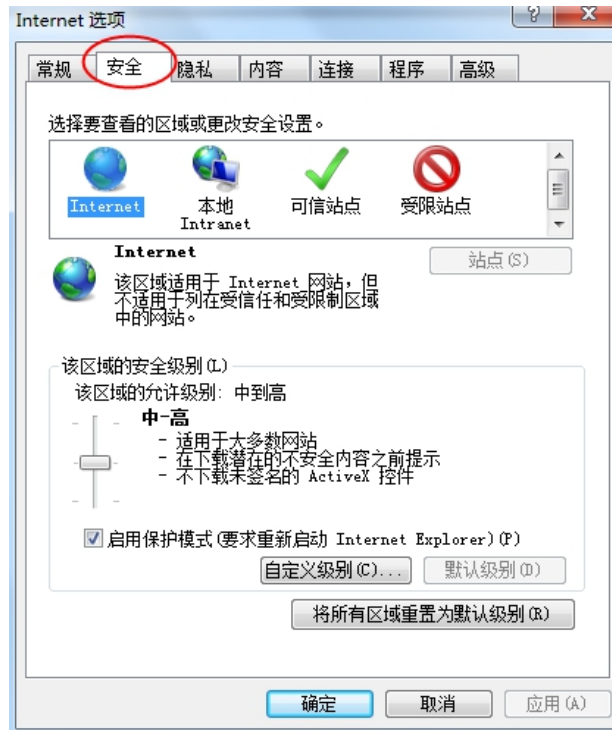 Internet 选项
常规 安全 隐私 内容 连接 程序 高级
选择要查看的区域或更改安全设置。
Internet 本地 Intranet 可信站点 受限站点
Internet
站点(S)
该区域适用于 Internet 网站，但
不适用于列在受信任和受限制区域
中的网站。
该区域的安全级别(L)
该区域的允许级别: 中到高
中-高
- 适用于大多数网站
- 在下载潜在的不安全内容之前提示
- 不下载未签名的 ActiveX 控件
启用保护模式(要求重新启动 Internet Explorer)(P)
自定义级别(C)... 默认级别(D)
将所有区域重置为默认级别(R)
确定 取消 应用(A)